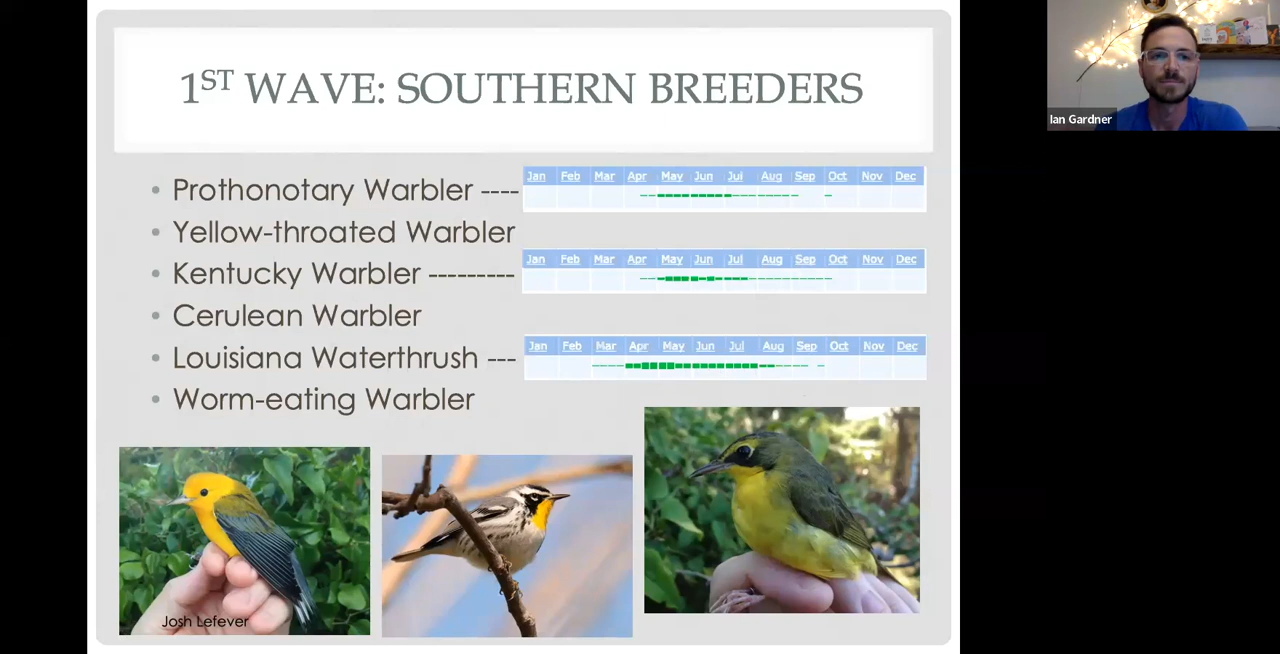 1ST WAVE: SOUTHERN BREEDERS
Ian Gardner
• Prothonotary Warbler ----
Jan Feb Mar Apr May Jun Jul Aug Sep Oct Nov Dec
• Yellow-throated Warbler
• Kentucky Warbler ---------
Jan Feb Mar Apr May Jun Jul Aug Sep Oct Nov Dec
• Cerulean Warbler
• Louisiana Waterthrush ---
Jan Feb Mar Apr May Jun Jul Aug Sep Oct Nov Dec
• Worm-eating Warbler
Josh Lefever